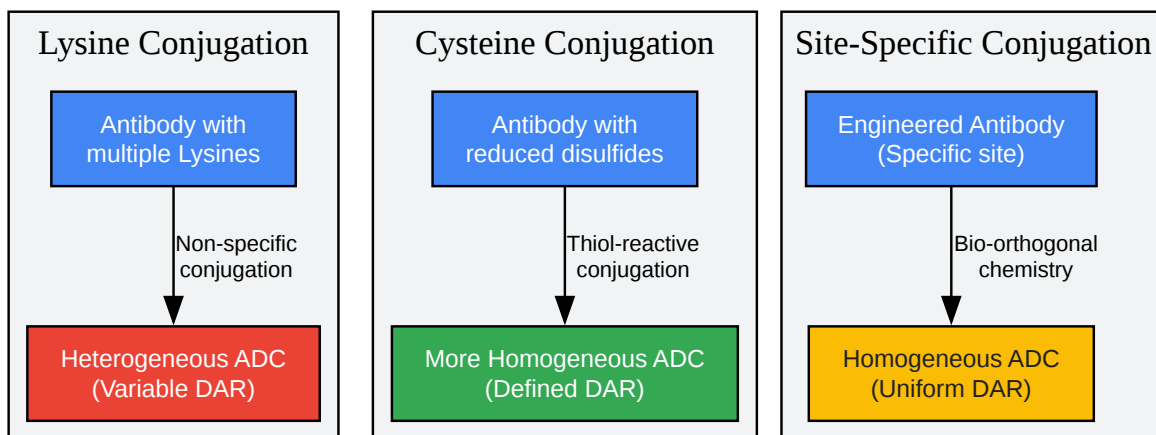 Lysine Conjugation
Antibody with
multiple Lysines
Non-specific
conjugation
Heterogeneous ADC
(Variable DAR)
Cysteine Conjugation
Antibody with
reduced disulfides
Thiol-reactive
conjugation
More Homogeneous ADC
(Defined DAR)
Site-Specific Conjugation
Engineered Antibody
(Specific site)
Bio-orthogonal
chemistry
Homogeneous ADC
(Uniform DAR)